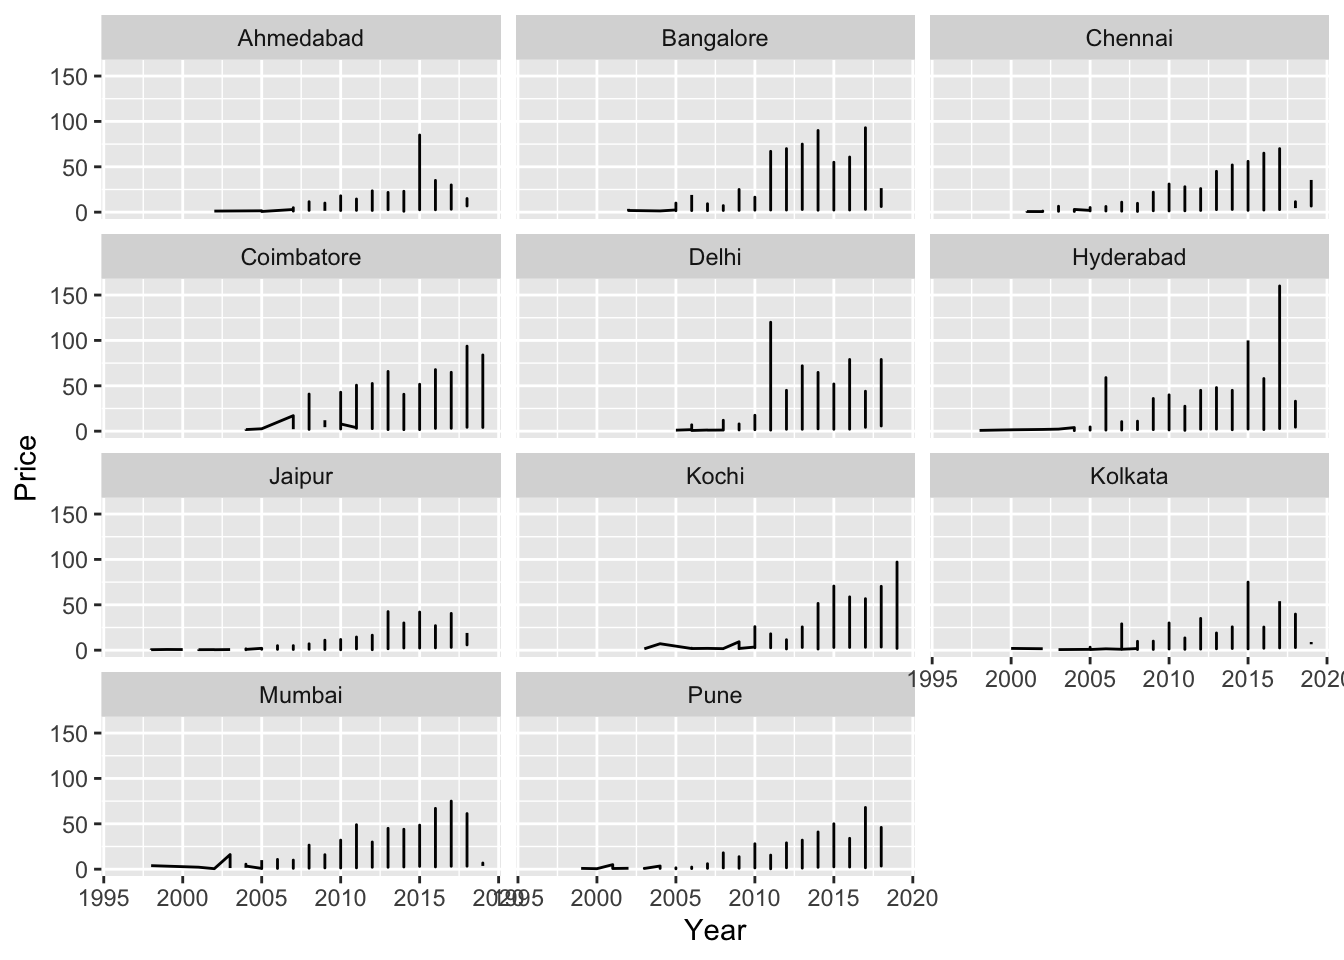 Ahmedabad Bangalore Chennai
150
100
50
0
Coimbatore Delhi Hyderabad
150
100
50
0
Price
Jaipur Kochi Kolkata
150
100
50
0
1995 2000 2005 2010 2015 2020
Mumbai Pune
150
100
50
0
1995 2000 2005 2010 2015 2020 1995 2000 2005 2010 2015 2020
Year